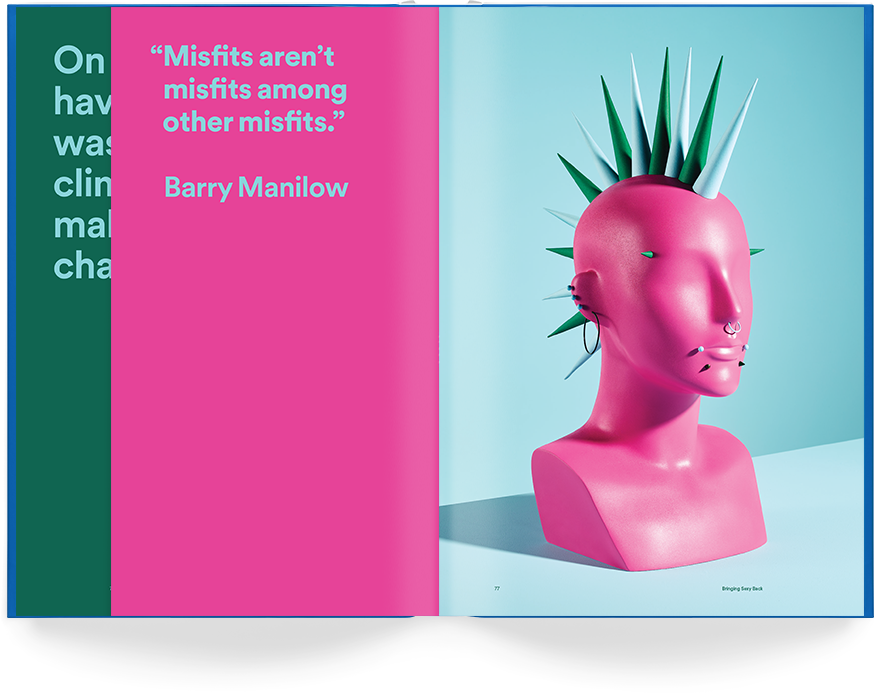 On
hav
was
clin
mal
cha
“Misfits aren’t
misfits among
other misfits.”
Barry Manilow
77
Bringing Sexy Back